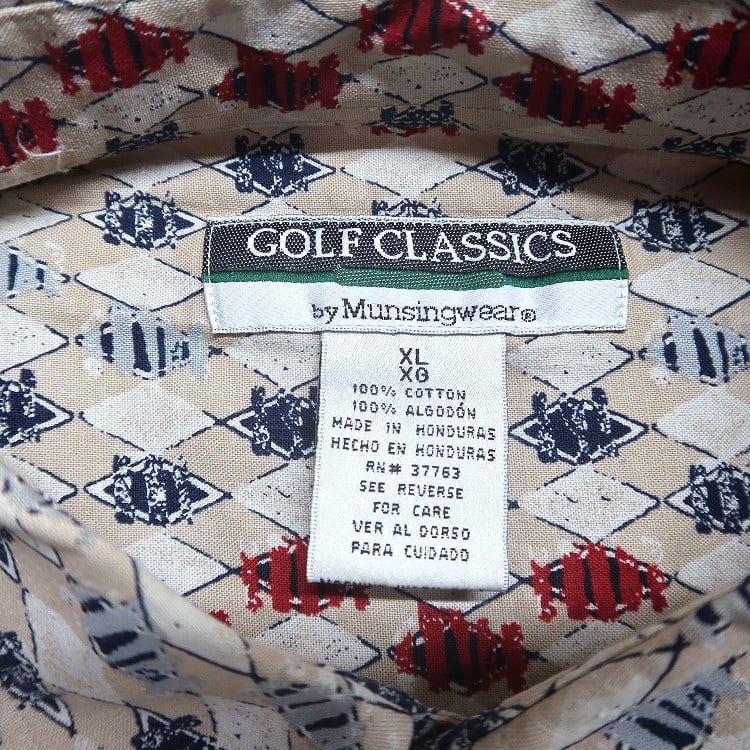 GOLF CLASSICS
by Munsingwear®
XL
XG
100% COTTON
100% ALGODÓN
MADE IN HONDURAS
HECHO EN HONDURAS
RN# 37763
SEE REVERSE
FOR CARE
VER AL DORSO
PARA CUIDADO